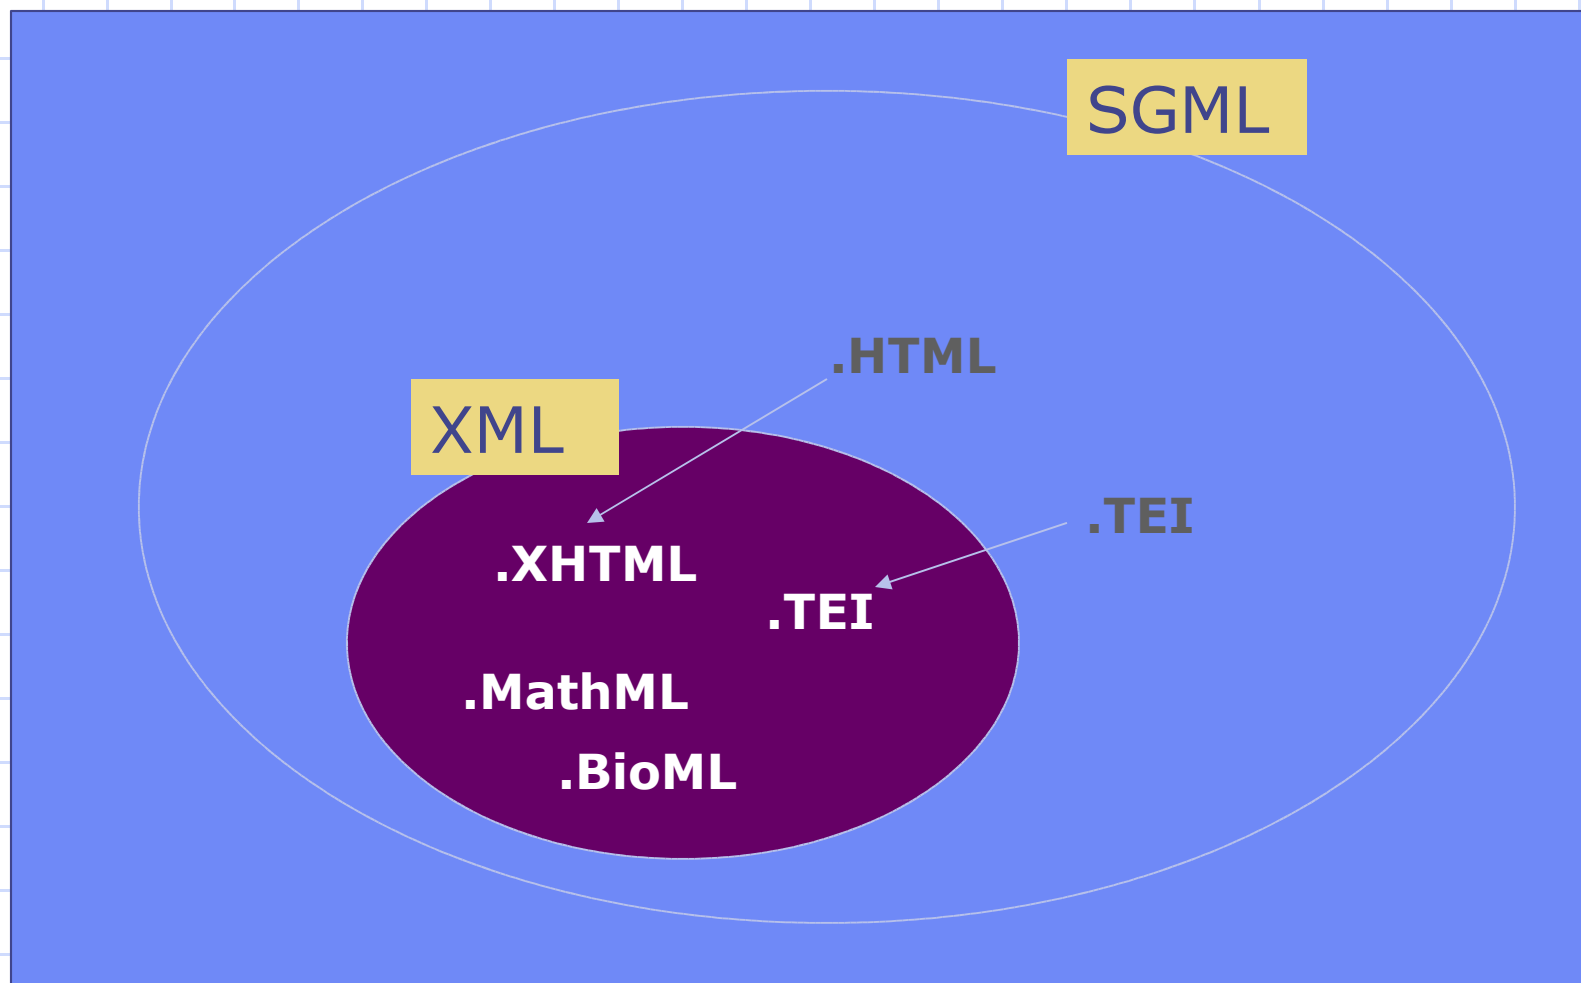 SGML
.HTML
XML
.TEI
.XHTML
.TEI
.MathML
.BioML